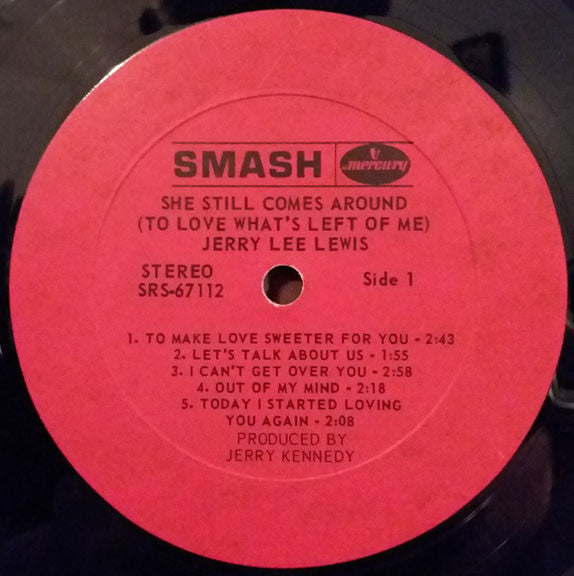 SMASH mercury
SHE STILL COMES AROUND
(TO LOVE WHAT'S LEFT OF ME)
JERRY LEE LEWIS
STEREO
SRS-67112
Side 1
1. TO MAKE LOVE SWEETER FOR YOU - 2:43
2. LET'S TALK ABOUT US - 1:55
3. I CAN'T GET OVER YOU - 2:58
4. OUT OF MY MIND - 2:18
5. TODAY I STARTED LOVING
YOU AGAIN - 2:08
PRODUCED BY
JERRY KENNEDY